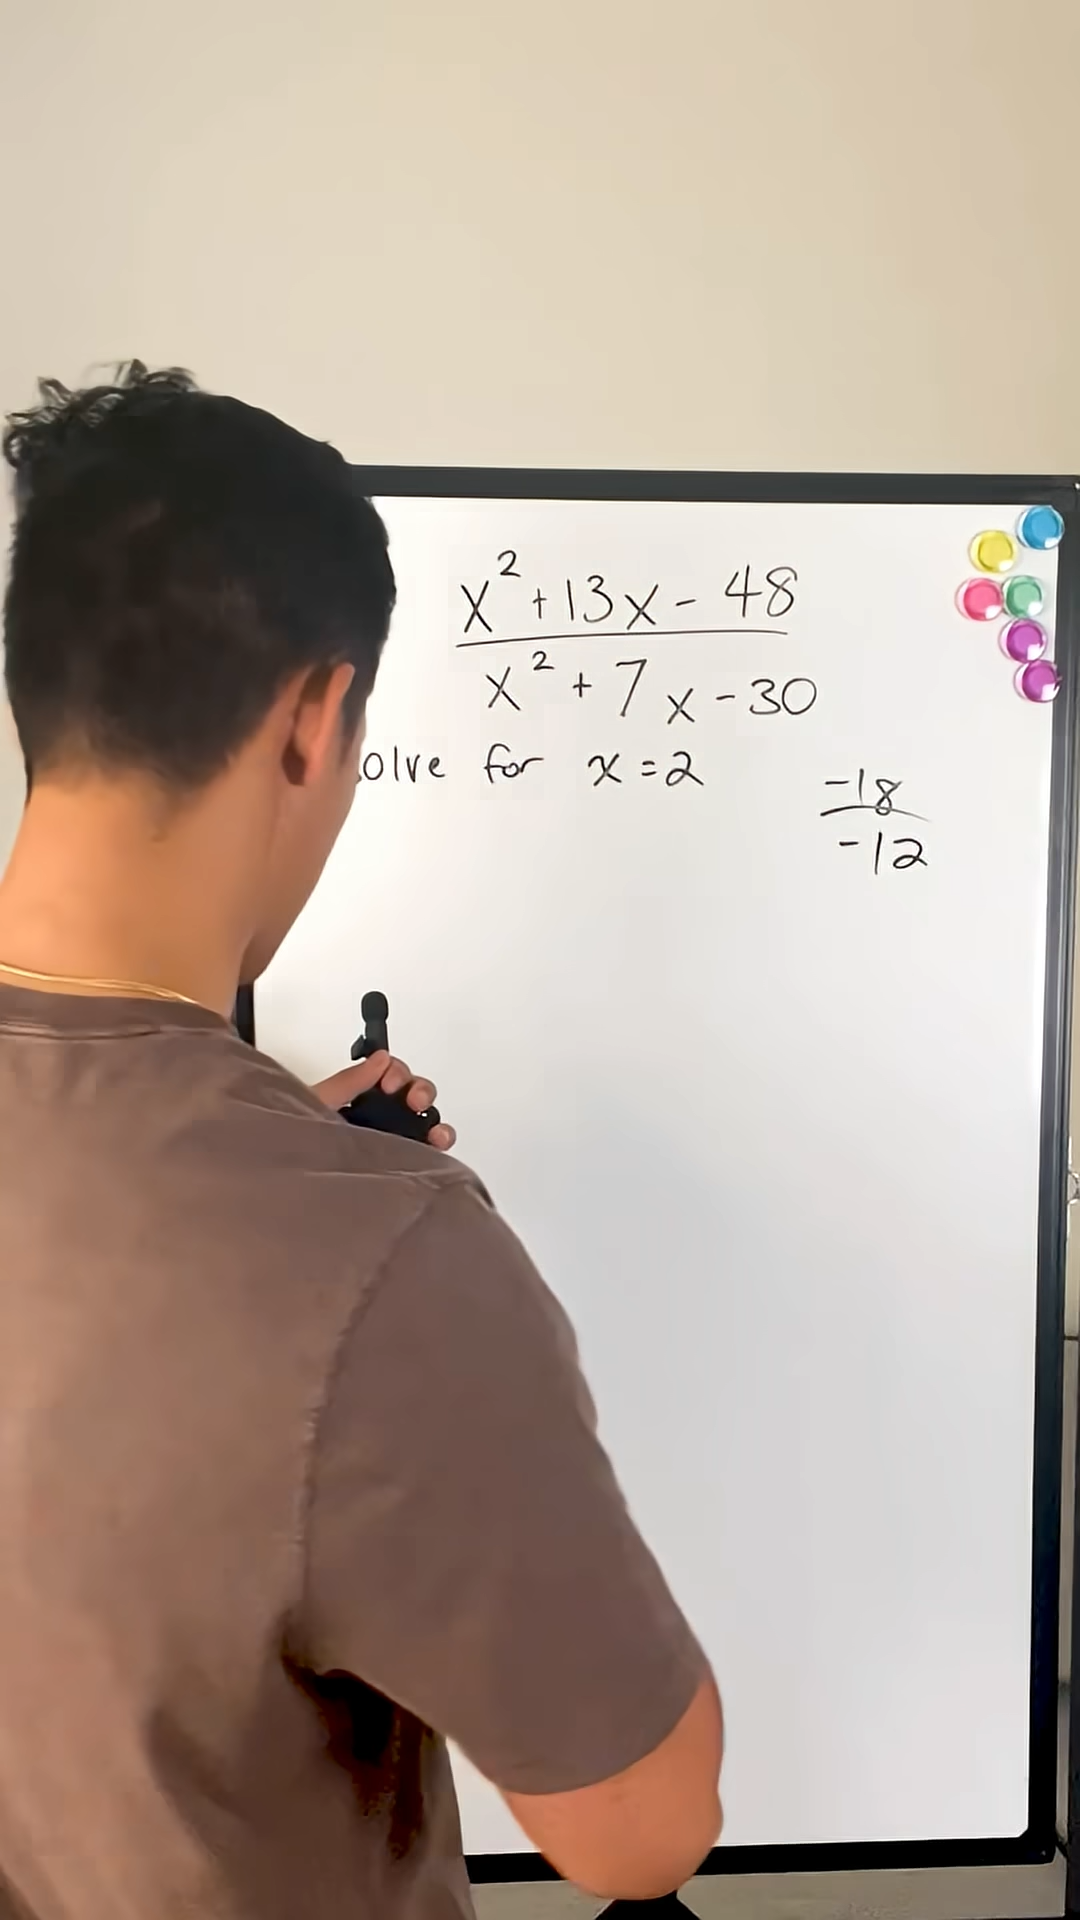 x²+13x-48
x²+7x-30
olve for x=2
-18
-12